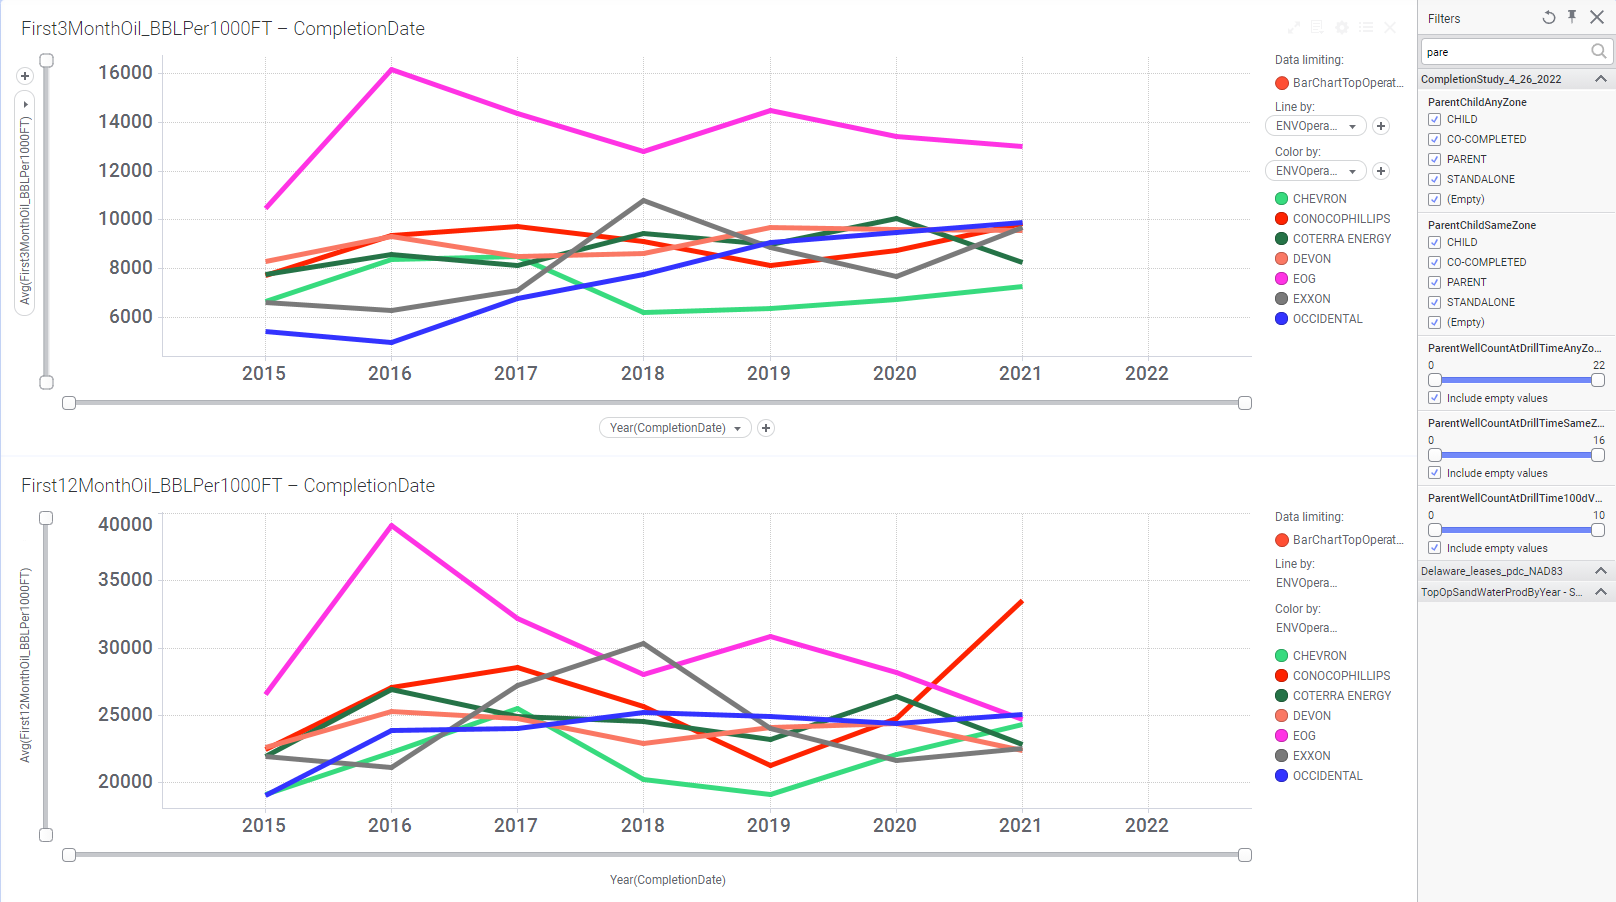 First3MonthOil_BBLPer1000FT – CompletionDate
Avg(First3MonthOil_BBLPer1000FT)
16000
14000
12000
10000
8000
6000
2015 2016 2017 2018 2019 2020 2021 2022
Year(CompletionDate)
Data limiting:
BarChartTopOperat...
Line by:
ENVOpera...
Color by:
ENVOpera...
CHEVRON
CONOCOPHILLIPS
COTERRA ENERGY
DEVON
EOG
EXXON
OCCIDENTAL
First12MonthOil_BBLPer1000FT – CompletionDate
Avg(First12MonthOil_BBLPer1000FT)
40000
35000
30000
25000
20000
2015 2016 2017 2018 2019 2020 2021 2022
Year(CompletionDate)
Data limiting:
BarChartTopOperat...
Line by:
ENVOpera...
Color by:
ENVOpera...
CHEVRON
CONOCOPHILLIPS
COTERRA ENERGY
DEVON
EOG
EXXON
OCCIDENTAL
Filters
pare
CompletionStudy_4_26_2022
ParentChildAnyZone
CHILD
CO-COMPLETED
PARENT
STANDALONE
(Empty)
ParentChildSameZone
CHILD
CO-COMPLETED
PARENT
STANDALONE
(Empty)
ParentWellCountAtDrillTimeAnyZo...
0 22
Include empty values
ParentWellCountAtDrillTimeSameZ...
0 16
Include empty values
ParentWellCountAtDrillTime100dV...
0 10
Include empty values
Delaware_leases_pdc_NAD83
TopOpSandWaterProdByYear - S...